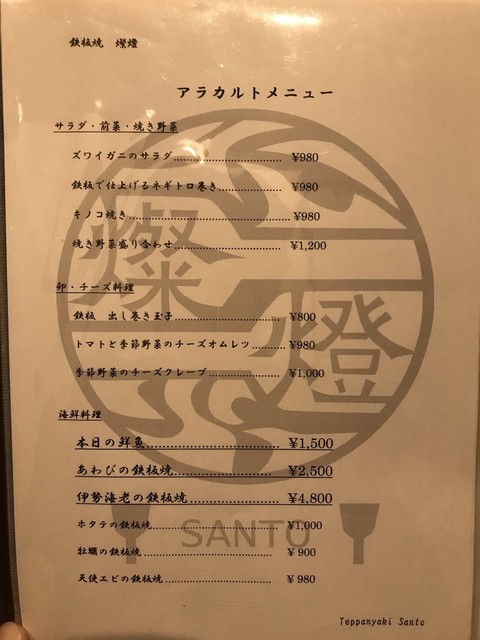 鉄板焼　燦燈
アラカルトメニュー
サラダ・前菜・焼き野菜
ズワイガニのサラダ…………………… ¥980
鉄板で仕上げるネギトロ巻き………… ¥980
キノコ焼き……………………………… ¥980
焼き野菜盛り合わせ…………………… ¥1,200
卵・チーズ料理
鉄板　出し巻き玉子…………………… ¥800
トマトと季節野菜のチーズオムレツ……… ¥980
季節野菜のチーズクレープ…………… ¥1,000
海鮮料理
本日の鮮魚……………………… ¥1,500
あわびの鉄板焼………………… ¥2,500
伊勢海老の鉄板焼……………… ¥4,800
ホタテの鉄板焼………………………… ¥1,000
牡蠣の鉄板焼…………………………… ¥ 900
天使エビの鉄板焼……………………… ¥ 980
燦
燈
SANTO
Teppanyaki Santo